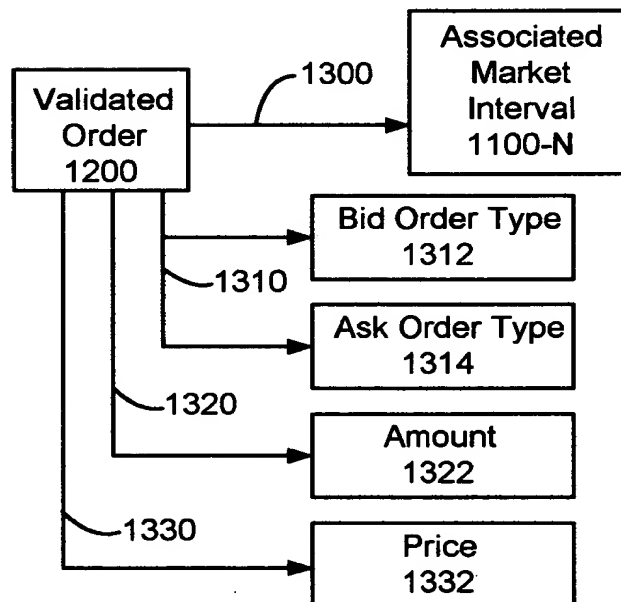 Validated
Order
1200
1300
Associated
Market
Interval
1100-N
Bid Order Type
1312
1310
Ask Order Type
1314
1320
Amount
1322
1330
Price
1332